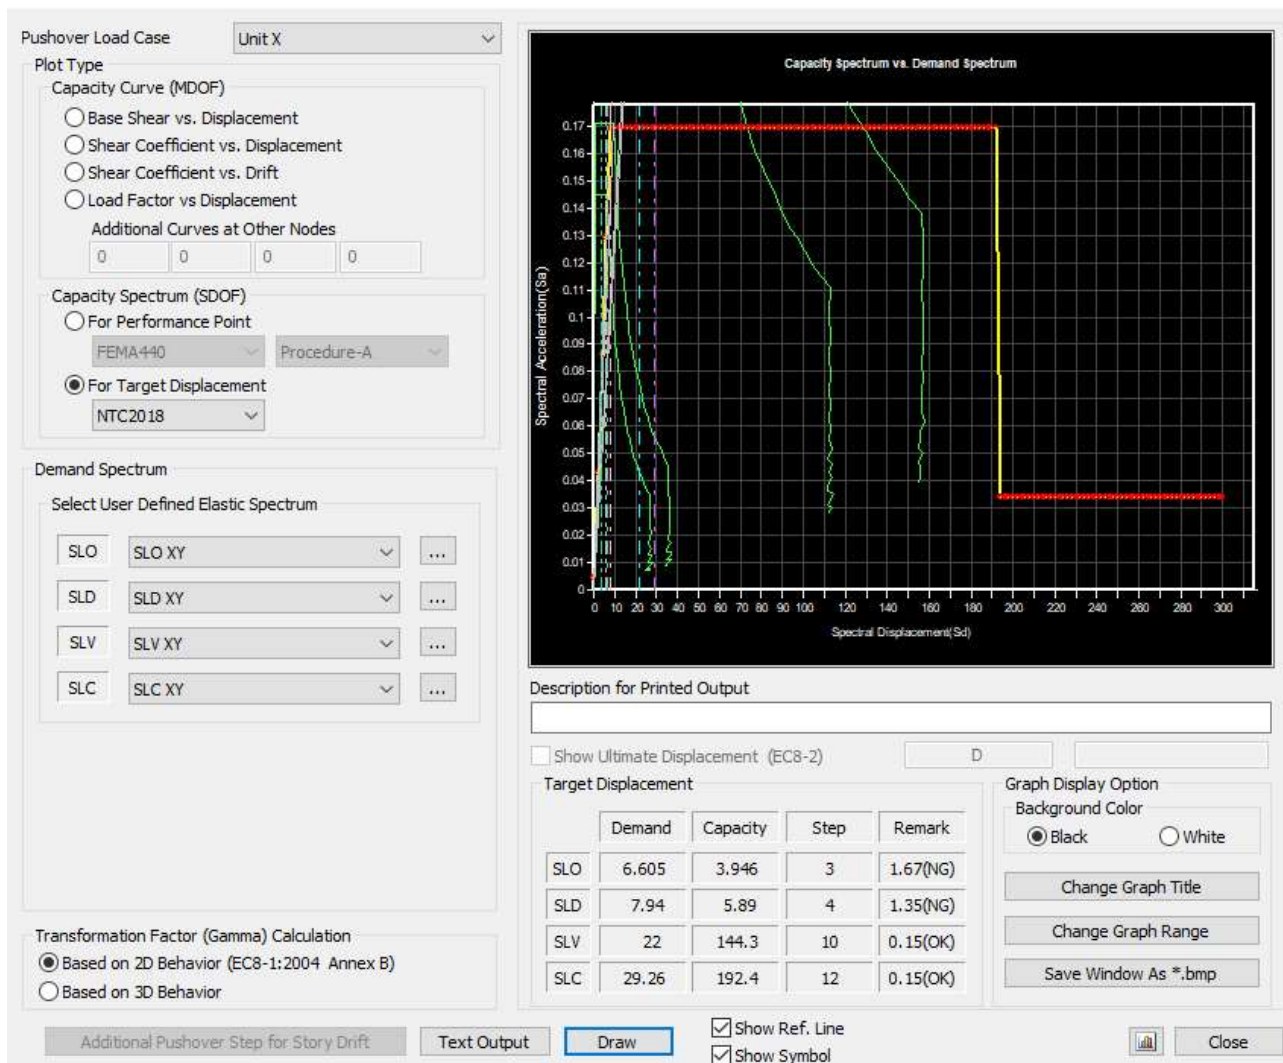 Pushover Load Case
Unit X
Plot Type
Capacity Curve (MDOF)
Base Shear vs. Displacement
Shear Coefficient vs. Displacement
Shear Coefficient vs. Drift
Load Factor vs Displacement
Additional Curves at Other Nodes
0 0 0 0
Capacity Spectrum (SDOF)
For Performance Point
FEMA440 Procedure-A
For Target Displacement
NTC2018
Demand Spectrum
Select User Defined Elastic Spectrum
SLO SLO XY ...
SLD SLD XY ...
SLV SLV XY ...
SLC SLC XY ...
Transformation Factor (Gamma) Calculation
Based on 2D Behavior (EC8-1:2004 Annex B)
Based on 3D Behavior
Capacity Spectrum vs. Demand Spectrum
Spectral Acceleration(Sa)
0.17
0.16
0.15
0.14
0.13
0.12
0.11
0.1
0.09
0.08
0.07
0.06
0.05
0.04
0.03
0.02
0.01
0
0 10 20 30 40 50 60 70 80 90 100 120 140 160 180 200 220 240 260 280 300
Spectral Displacement(Sd)
Description for Printed Output
Show Ultimate Displacement (EC8-2) D
Target Displacement
Demand Capacity Step Remark
SLO 6.605 3.946 3 1.67(NG)
SLD 7.94 5.89 4 1.35(NG)
SLV 22 144.3 10 0.15(OK)
SLC 29.26 192.4 12 0.15(OK)
Graph Display Option
Background Color
Black White
Change Graph Title
Change Graph Range
Save Window As *.bmp
Additional Pushover Step for Story Drift
Text Output
Draw
Show Ref. Line
Show Symbol
Close